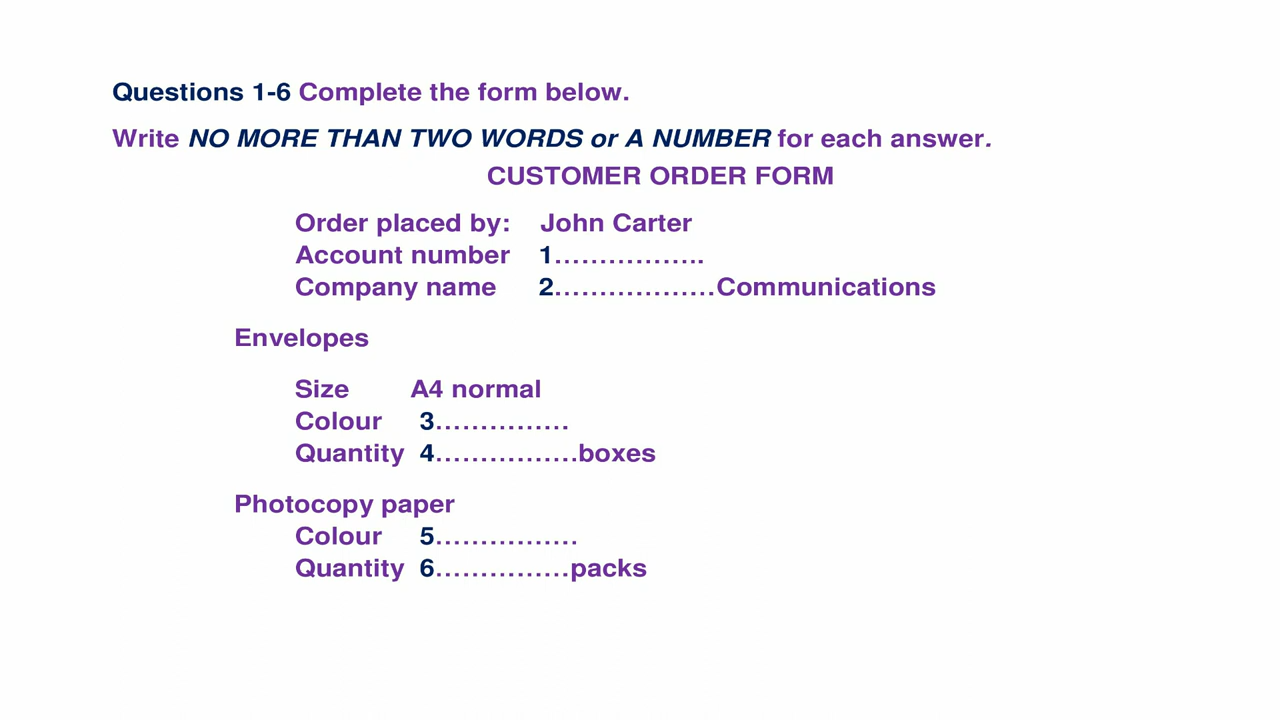 Questions 1-6 Complete the form below.
Write NO MORE THAN TWO WORDS or A NUMBER for each answer.
CUSTOMER ORDER FORM
Order placed by: John Carter
Account number 1……………..
Company name 2………………Communications
Envelopes
Size A4 normal
Colour 3……………
Quantity 4…………….boxes
Photocopy paper
Colour 5…………….
Quantity 6……………packs